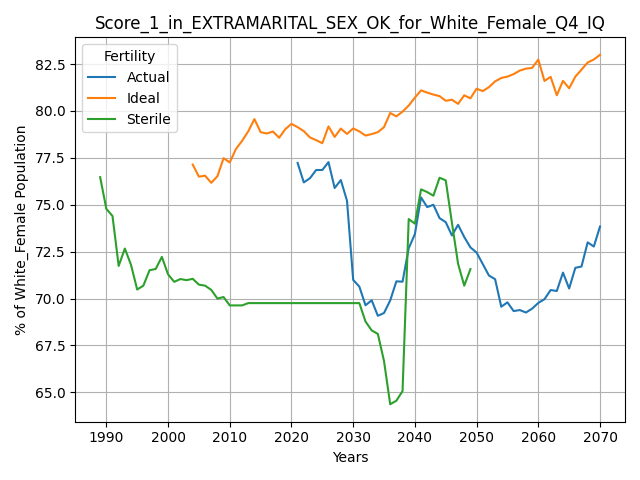 Score_1_in_EXTRAMARITAL_SEX_OK_for_White_Female_Q4_IQ
% of White_Female Population
82.5
80.0
77.5
75.0
72.5
70.0
67.5
65.0
Fertility
Actual
Ideal
Sterile
1990 2000 2010 2020 2030 2040 2050 2060 2070
Years